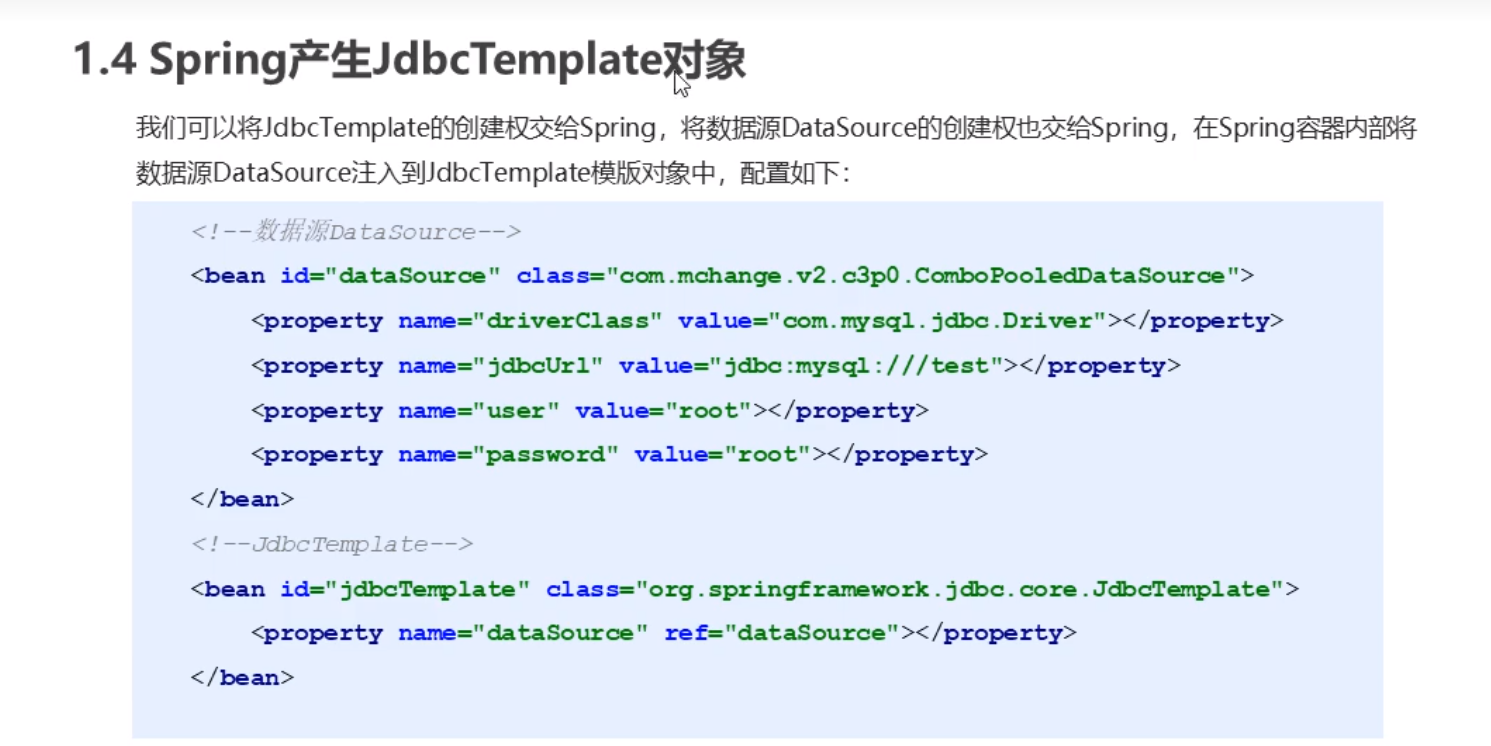 1.4 Spring产生JdbcTemplate对象
我们可以将JdbcTemplate的创建权交给Spring，将数据源DataSource的创建权也交给Spring，在Spring容器内部将
数据源DataSource注入到JdbcTemplate模版对象中，配置如下：
<!--数据源DataSource-->
<bean id="dataSource" class="com.mchange.v2.c3p0.ComboPooledDataSource">
<property name="driverClass" value="com.mysql.jdbc.Driver"></property>
<property name="jdbcUrl" value="jdbc:mysql:///test"></property>
<property name="user" value="root"></property>
<property name="password" value="root"></property>
</bean>
<!--JdbcTemplate-->
<bean id="jdbcTemplate" class="org.springframework.jdbc.core.JdbcTemplate">
<property name="dataSource" ref="dataSource"></property>
</bean>